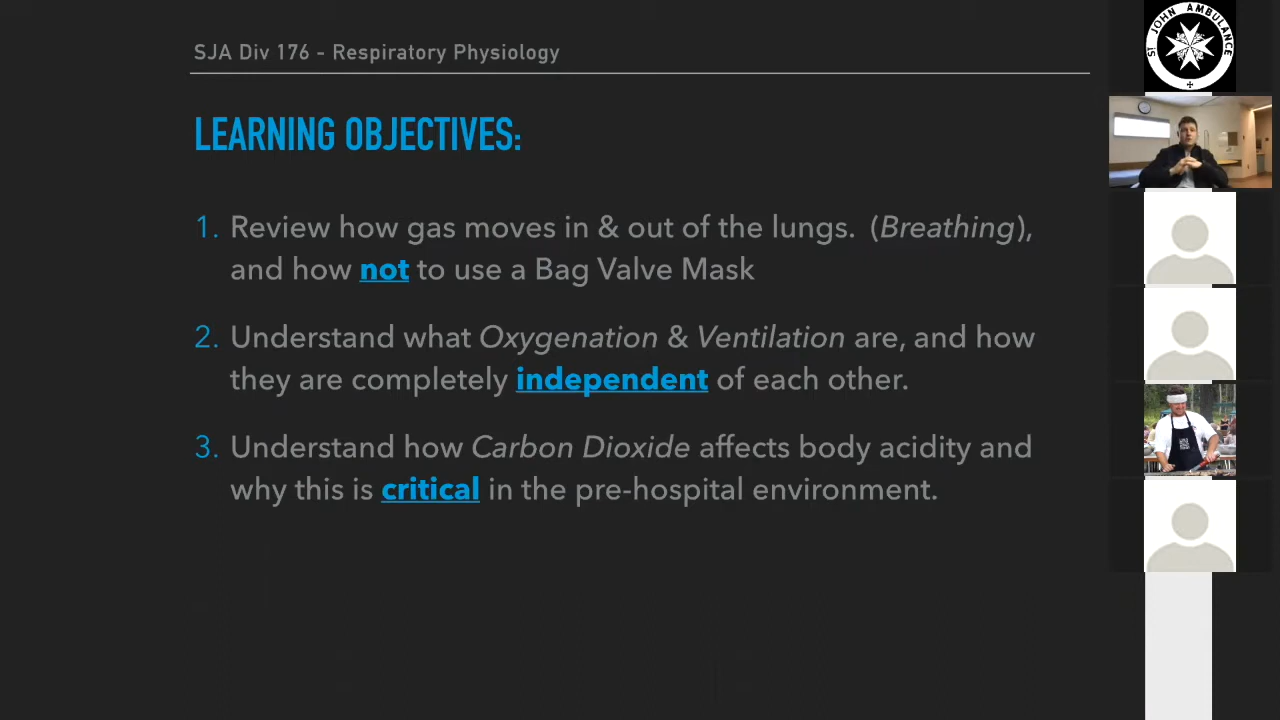 SJA Div 176 - Respiratory Physiology
LEARNING OBJECTIVES:
1. Review how gas moves in & out of the lungs. (Breathing),
and how not to use a Bag Valve Mask
2. Understand what Oxygenation & Ventilation are, and how
they are completely independent of each other.
3. Understand how Carbon Dioxide affects body acidity and
why this is critical in the pre-hospital environment.
ST JOHN AMBULANCE